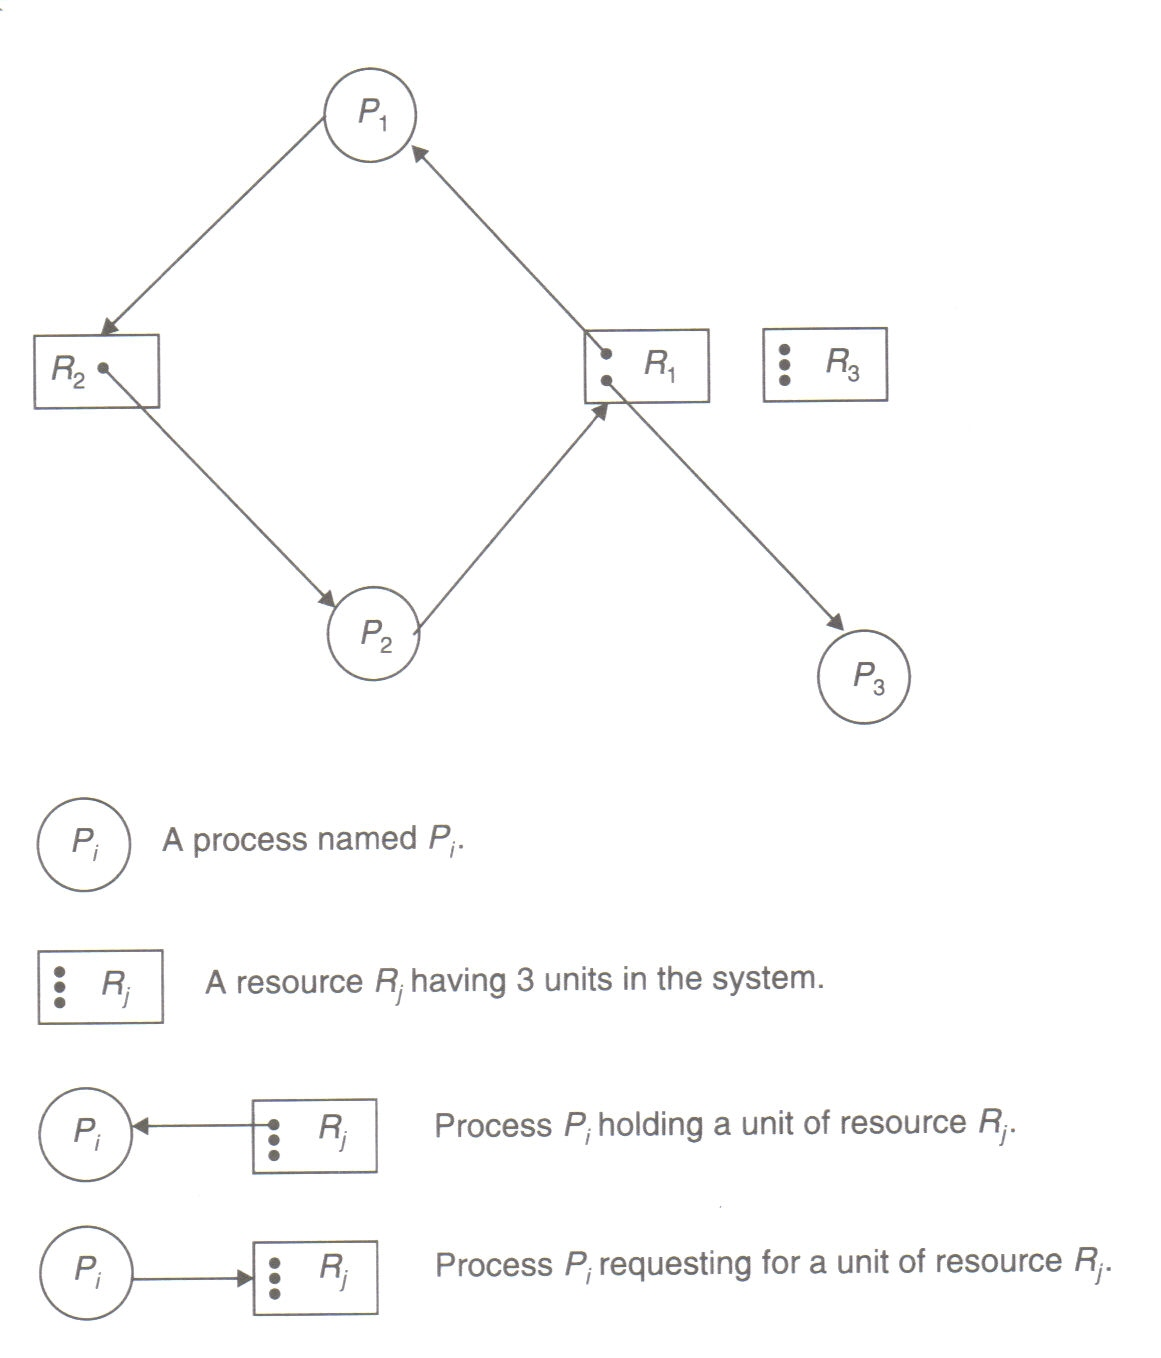 P₁
R₂
R₁
R₃
P₂
P₃
Pᵢ A process named Pᵢ.
Rⱼ A resource Rⱼ having 3 units in the system.
Pᵢ Rⱼ Process Pᵢ holding a unit of resource Rⱼ.
Pᵢ Rⱼ Process Pᵢ requesting for a unit of resource Rⱼ.